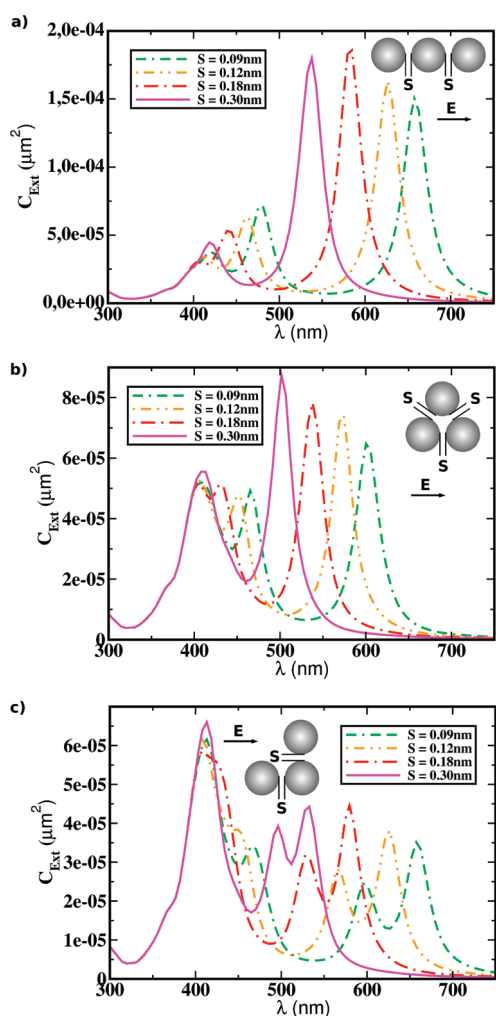 a)
2,0e-04
1,5e-04
1,0e-04
5,0e-05
0,0e+00
C_Ext (μm²)
S = 0.09nm
S = 0.12nm
S = 0.18nm
S = 0.30nm
S S
E
300 400 500 600 700
λ (nm)
b)
8e-05
6e-05
4e-05
2e-05
0
C_Ext (μm²)
S = 0.09nm
S = 0.12nm
S = 0.18nm
S = 0.30nm
S S
S
E
300 400 500 600 700
λ (nm)
c)
6e-05
5e-05
4e-05
3e-05
2e-05
1e-05
0
C_Ext (μm²)
E
S
S
S = 0.09nm
S = 0.12nm
S = 0.18nm
S = 0.30nm
300 400 500 600 700
λ (nm)